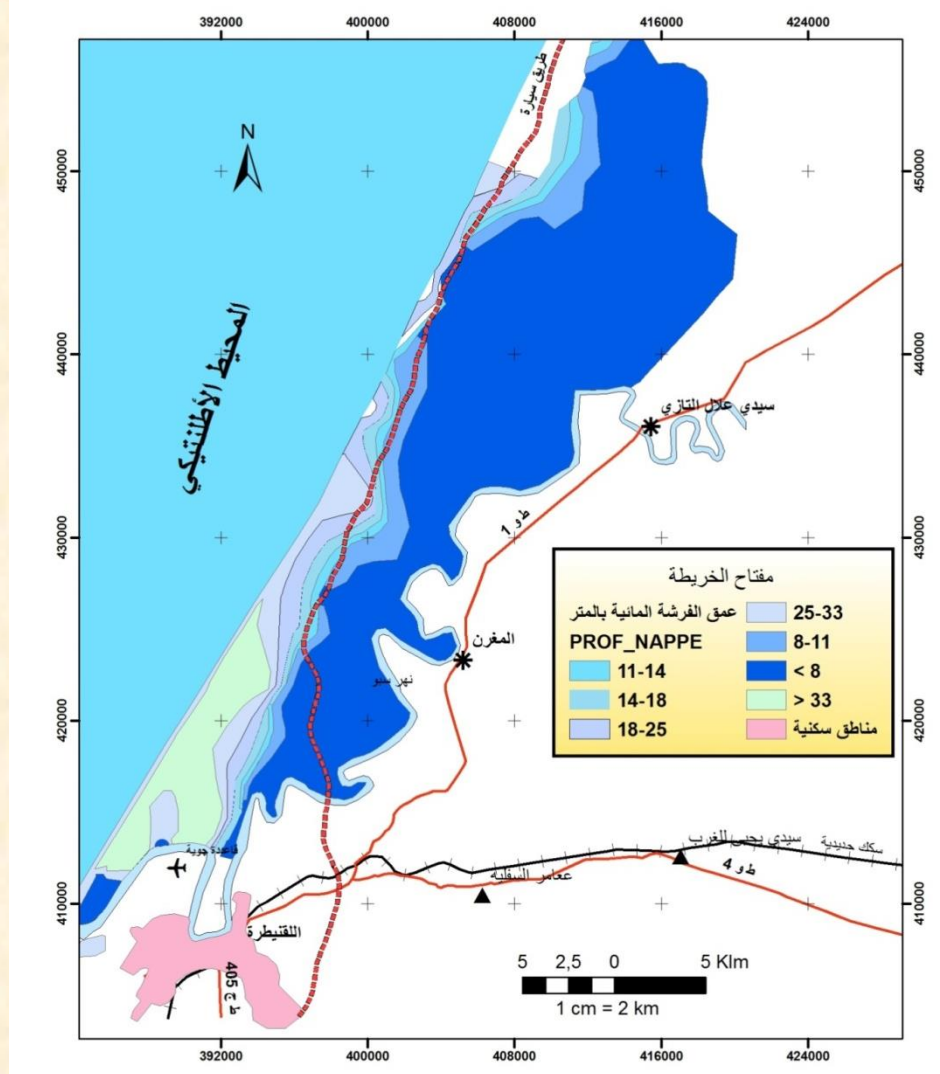 392000 400000 408000 416000 424000
450000 450000
440000 440000
430000 430000
420000 420000
410000 410000
طريق سيارة
N
المحيط الأطلنتيكي
سيدي علال التازي
ط و 1
المغرن
نهر سبو
مفتاح الخريطة
عمق الفرشة المائية بالمتر
PROF_NAPPE
11-14
14-18
18-25
25-33
8-11
< 8
> 33
مناطق سكنية
قاعدة جوية
سيدي يحيى للغرب
سكك حديدية
ط و 4
السفلية
اللقنيطرة
ط ج 405
5 2,5 0 5 Klm
1 cm = 2 km
392000 400000 408000 416000 424000